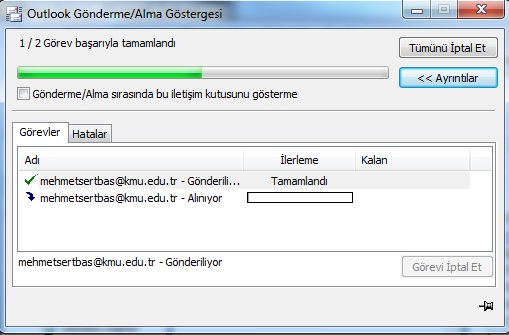 Outlook Gönderme/Alma Göstergesi
1 / 2 Görev başarıyla tamamlandı
Tümünü İptal Et
<< Ayrıntılar
Gönderme/Alma sırasında bu iletişim kutusunu gösterme
Görevler Hatalar
Adı İlerleme Kalan
mehmetsertbas@kmu.edu.tr - Gönderili... Tamamlandı
mehmetsertbas@kmu.edu.tr - Alınıyor
mehmetsertbas@kmu.edu.tr - Gönderiliyor
Görevi İptal Et